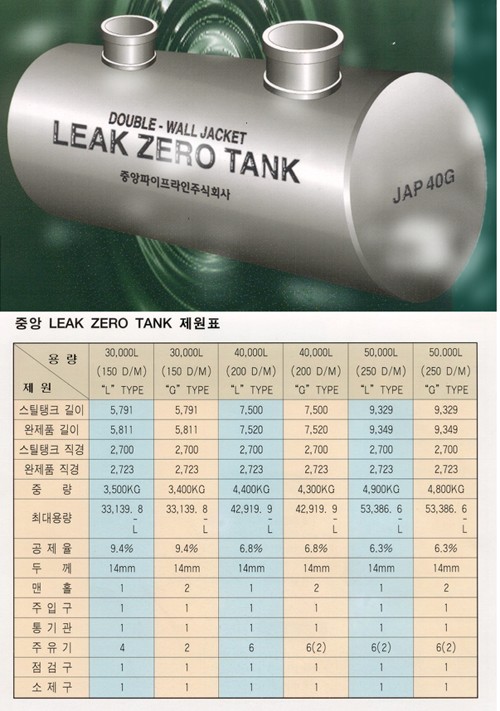 DOUBLE - WALL JACKET
LEAK ZERO TANK
중앙파이프라인주식회사
JAP 40G
중앙 LEAK ZERO TANK 제원표
용 량 30,000L 30,000L 40,000L 40,000L 50,000L 50.000L
(150 D/M) (150 D/M) (200 D/M) (200 D/M) (250 D/M) (250 D/M)
제 원 "L" TYPE "G" TYPE "L" TYPE "G" TYPE "L" TYPE "G" TYPE
스틸탱크 길이 5,791 5,791 7,500 7,500 9,329 9,329
완제품 길이 5,811 5,811 7,520 7,520 9,349 9,349
스틸탱크 직경 2,700 2,700 2,700 2,700 2,700 2,700
완제품 직경 2,723 2,723 2,723 2,723 2,723 2,723
중 량 3,500KG 3,400KG 4,400KG 4,300KG 4,900KG 4,800KG
최대용량 33,139. 8 33,139. 8 42,919. 9 42,919. 9 53,386. 6 53,386. 6
- - - - - -
L L L L L L
공 제 율 9.4% 9.4% 6.8% 6.8% 6.3% 6.3%
두 께 14mm 14mm 14mm 14mm 14mm 14mm
맨 홀 1 2 1 2 1 2
주 입 구 1 1 1 1 1 1
통 기 관 1 1 1 1 1 1
주 유 기 4 2 6 6(2) 6(2) 6(2)
점 검 구 1 1 1 1 1 1
소 제 구 1 1 1 1 1 1